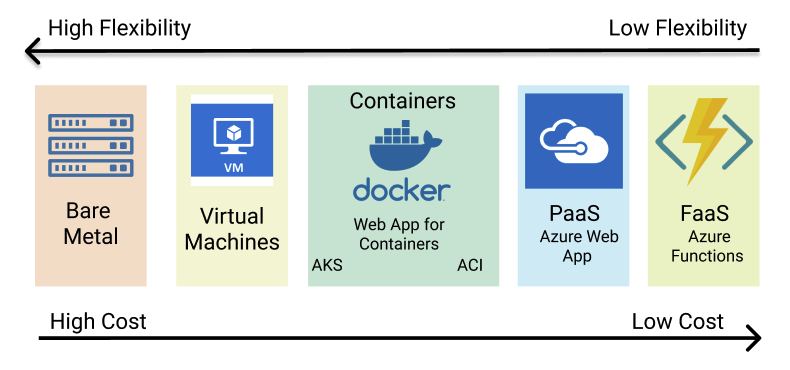 High Flexibility
Low Flexibility
Bare
Metal
VM
Virtual
Machines
Containers
docker
Web App for
Containers
AKS
ACI
PaaS
Azure Web
App
FaaS
Azure
Functions
High Cost
Low Cost